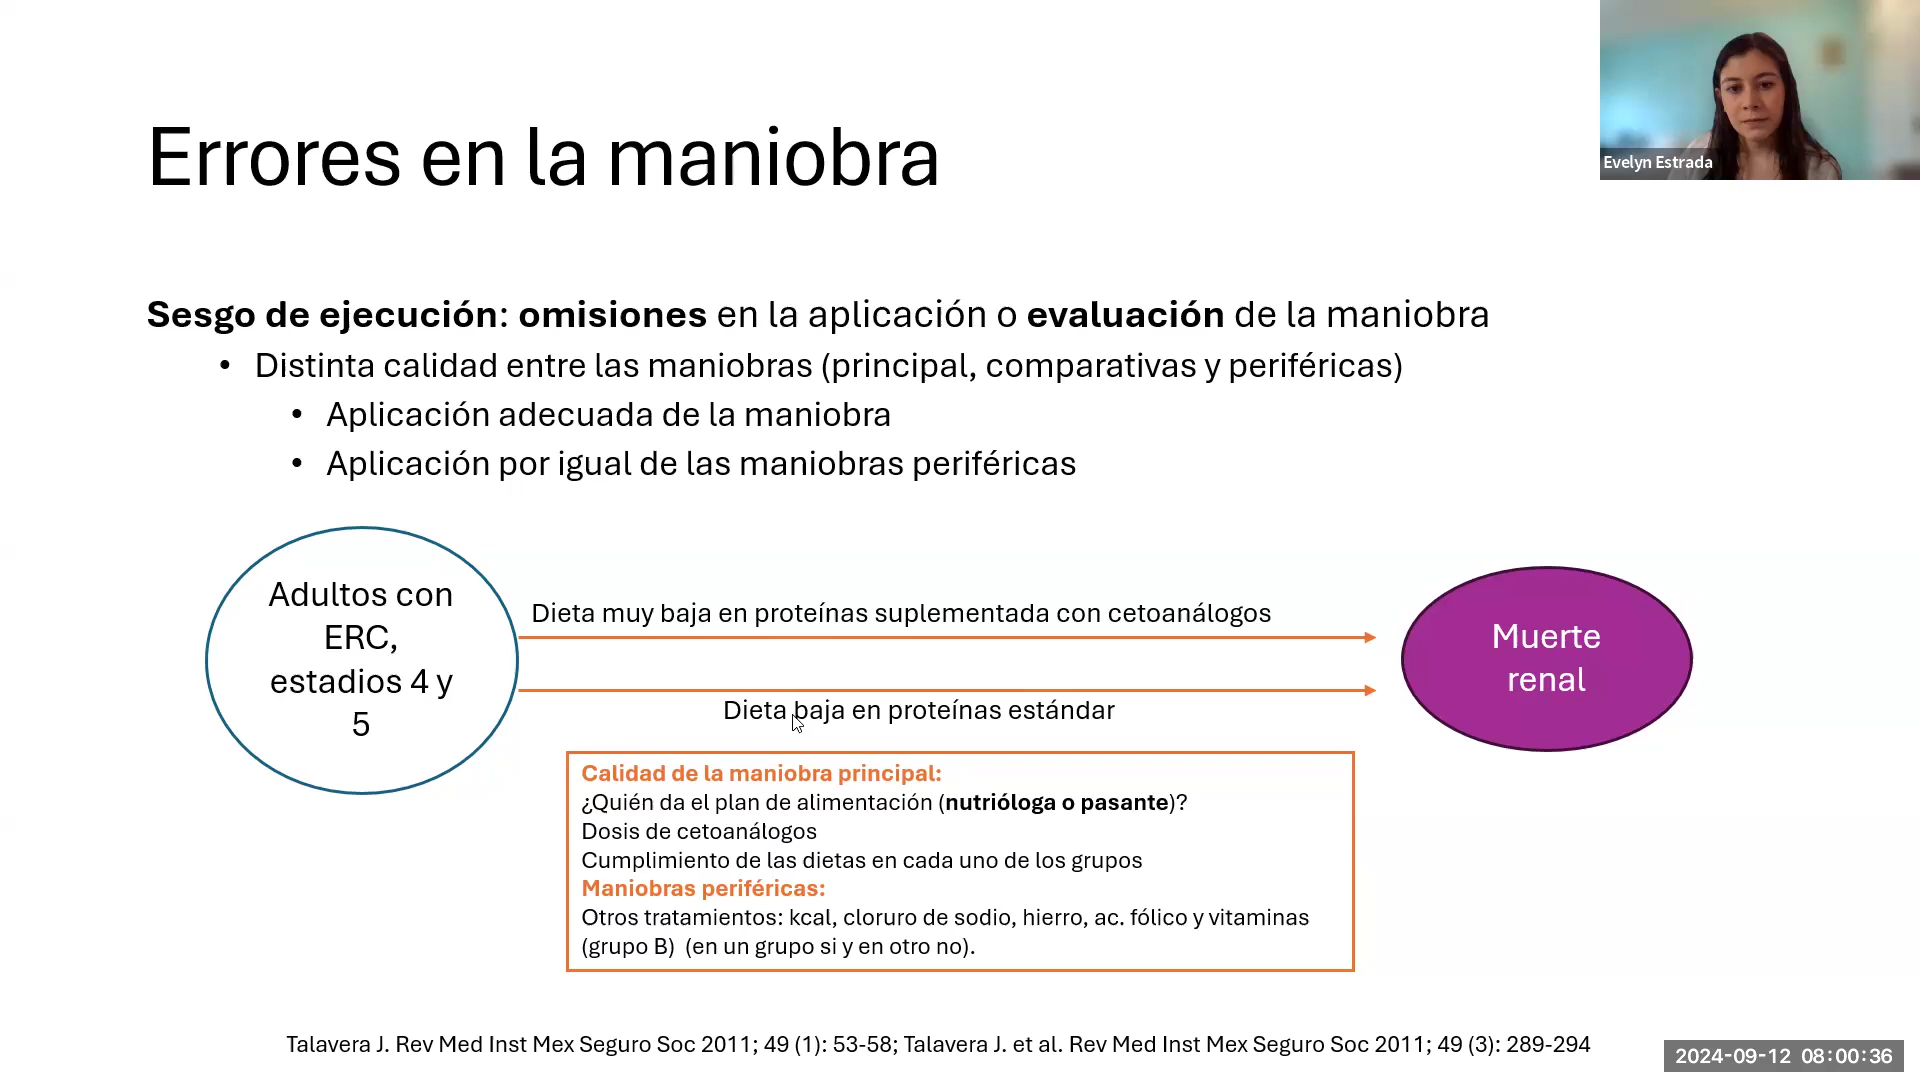 Errores en la maniobra
Evelyn Estrada
Sesgo de ejecución: omisiones en la aplicación o evaluación de la maniobra
• Distinta calidad entre las maniobras (principal, comparativas y periféricas)
• Aplicación adecuada de la maniobra
• Aplicación por igual de las maniobras periféricas
Adultos con
ERC,
estadios 4 y
5
Dieta muy baja en proteínas suplementada con cetoanálogos
Dieta baja en proteínas estándar
Muerte
renal
Calidad de la maniobra principal:
¿Quién da el plan de alimentación (nutrióloga o pasante)?
Dosis de cetoanálogos
Cumplimiento de las dietas en cada uno de los grupos
Maniobras periféricas:
Otros tratamientos: kcal, cloruro de sodio, hierro, ac. fólico y vitaminas
(grupo B) (en un grupo si y en otro no).
Talavera J. Rev Med Inst Mex Seguro Soc 2011; 49 (1): 53-58; Talavera J. et al. Rev Med Inst Mex Seguro Soc 2011; 49 (3): 289-294
2024-09-12 08:00:36